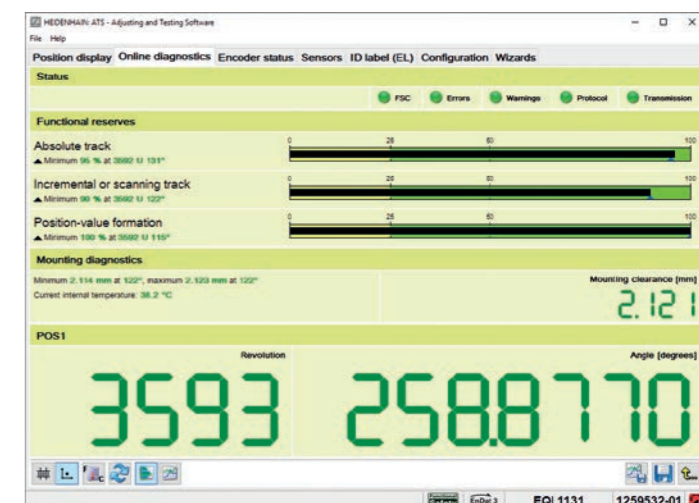 HEIDENHAIN: ATS - Adjusting and Testing Software
File Help
Position display Online diagnostics Encoder status Sensors ID label (EL) Configuration Wizards
Status
FSC Errors Warnings Protocol Transmission
Functional reserves
Absolute track
0 25 50 100
Minimum 95 % at 3592 U 131°
Incremental or scanning track
0 25 50 100
Minimum 90 % at 3592 U 122°
Position-value formation
0 25 50 100
Minimum 100 % at 3592 U 115°
Mounting diagnostics
Minimum 2.114 mm at 122°, maximum 2.123 mm at 122°
Mounting clearance [mm]
Current internal temperature: 38.2 °C
2.121
POS1
Revolution Angle [degrees]
3593 258.8770
EnDat 3 EQI 1131 1259532-01